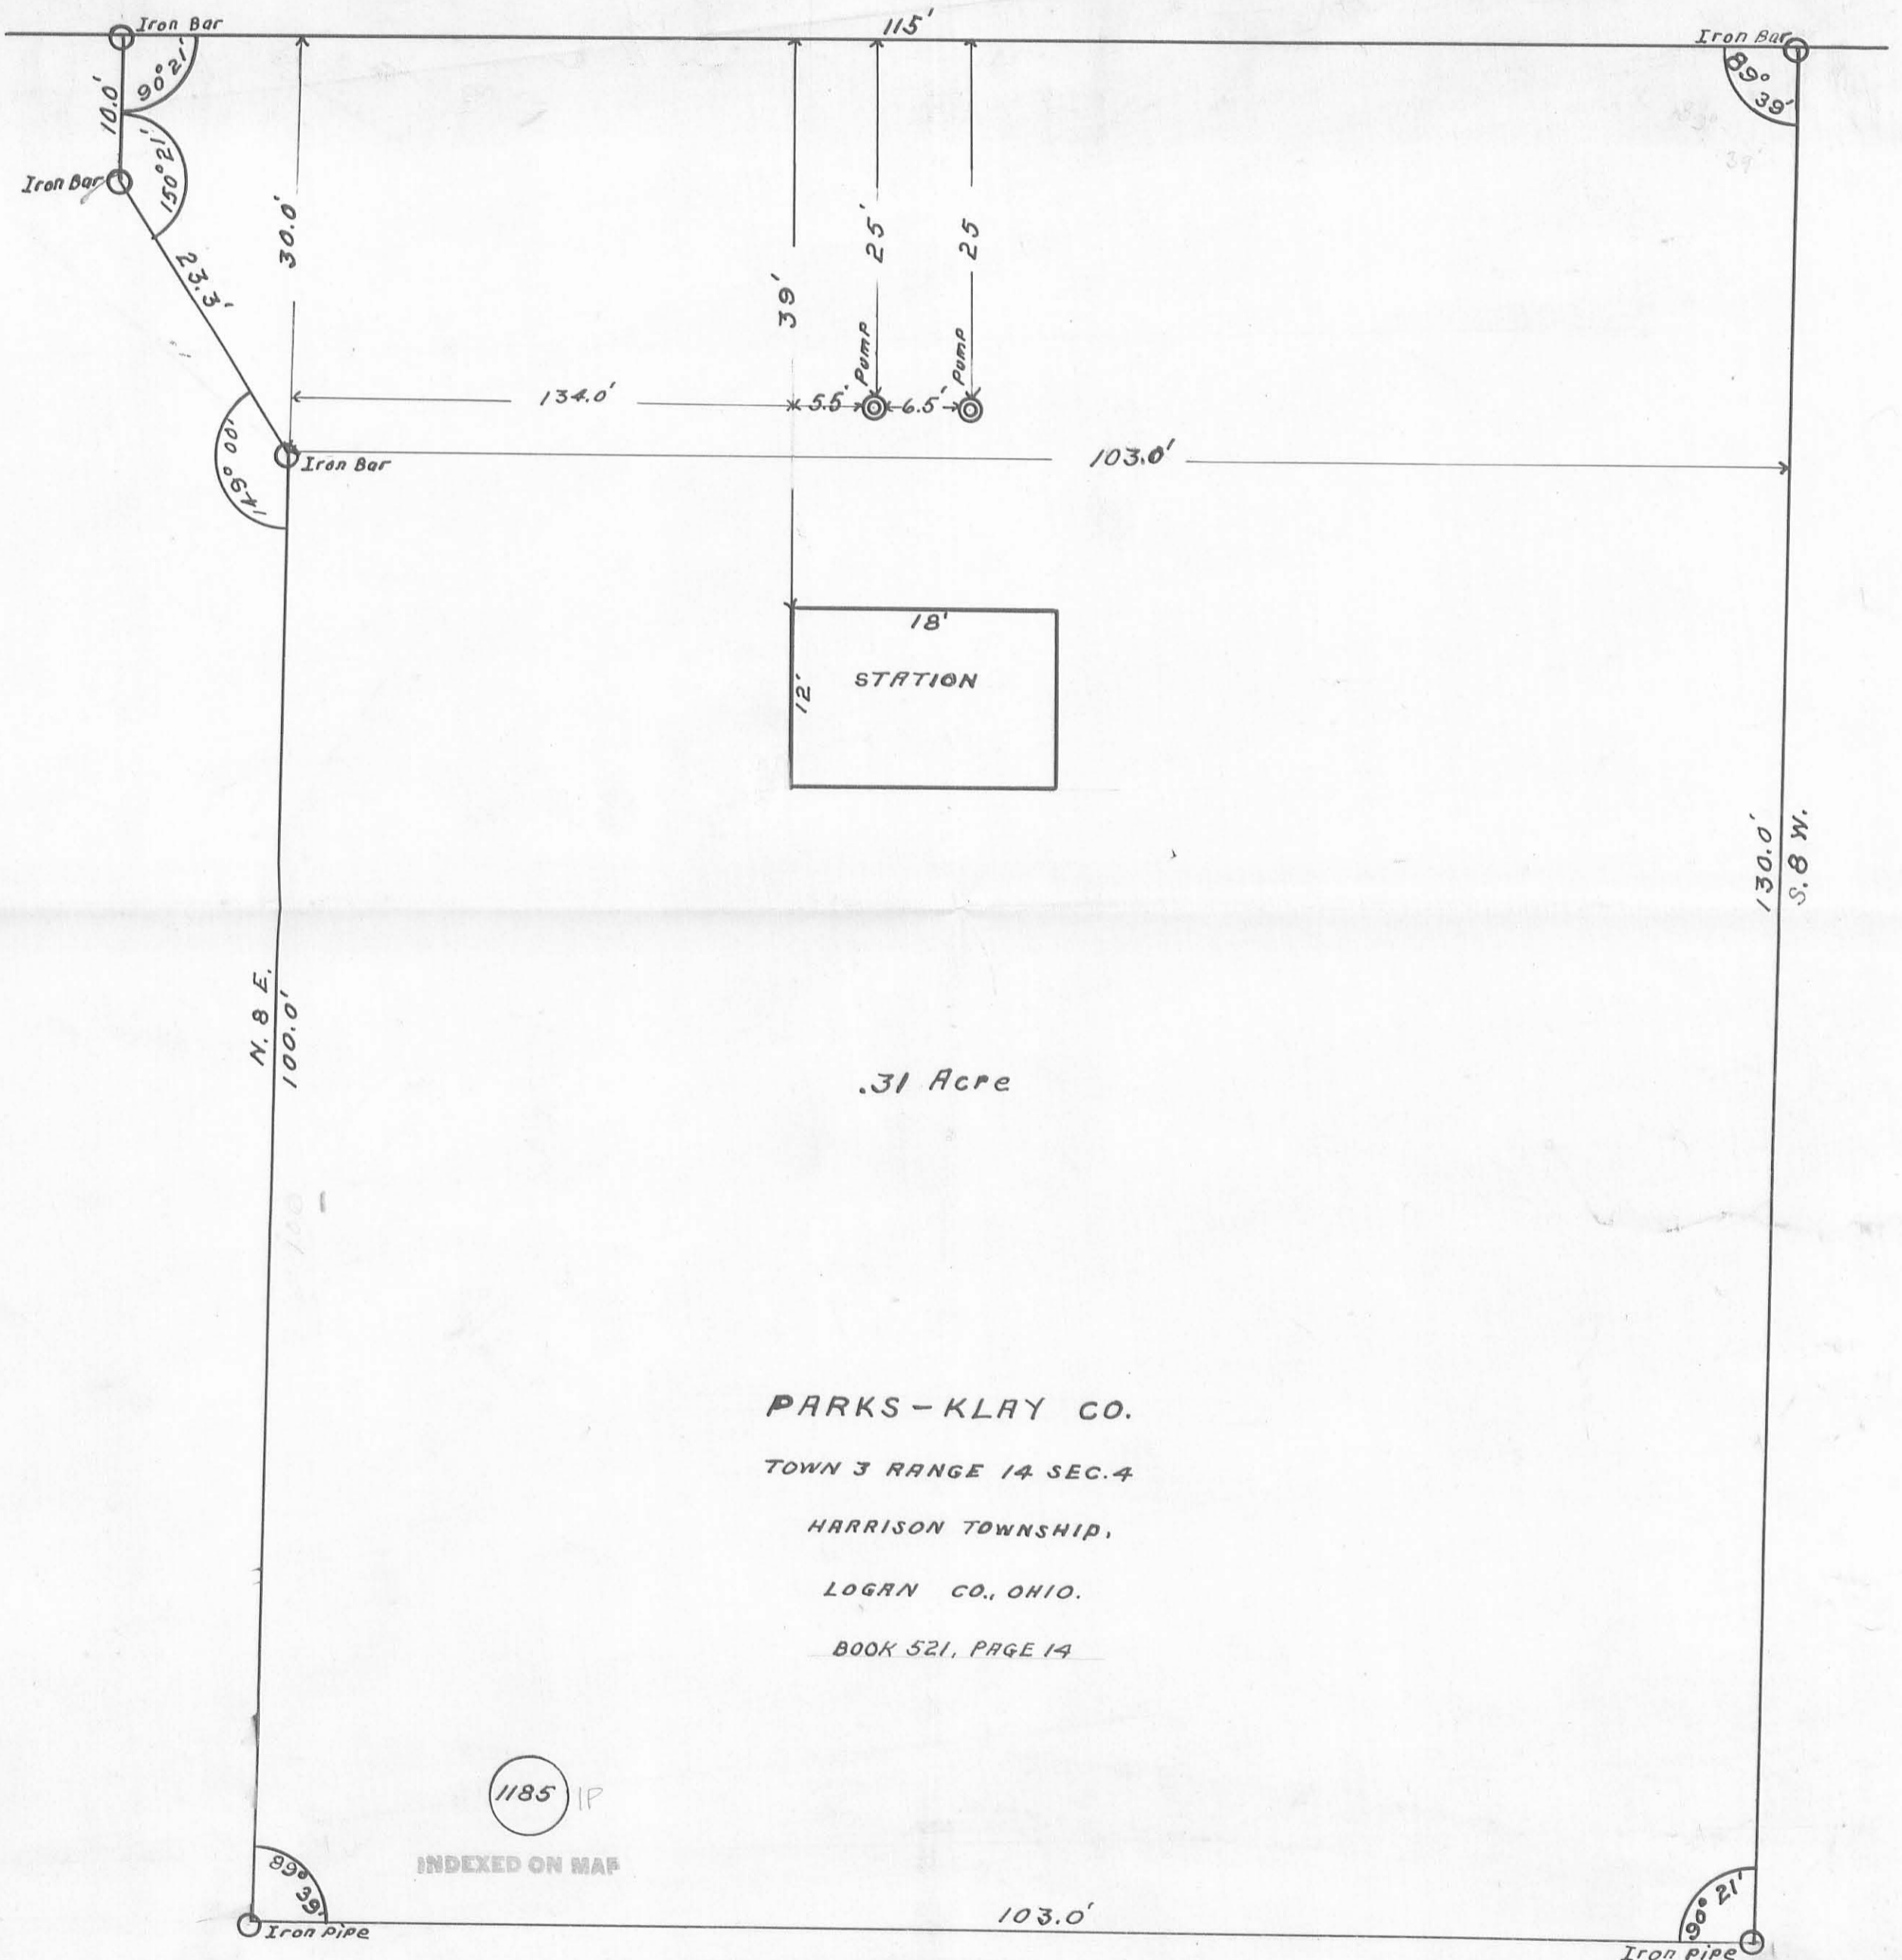 Iron Bar
115'
Iron Bar
90° 21'
89° 39'
10.0'
150° 21'
Iron Bar
30.0'
25'
25
23.3'
39'
Pump
Pump
134.0'
5.5'
6.5'
149° 00'
Iron Bar
103.0'
18'
12'
STATION
130.0'
S. 8 W.
N. 8 E.
100.0'
.31 Acre
PARKS - KLAY CO.
TOWN 3 RANGE 14 SEC. 4
HARRISON TOWNSHIP,
LOGAN CO., OHIO.
BOOK 521, PAGE 14
1185 IP
INDEXED ON MAP
89° 39'
90° 21'
103.0'
Iron Pipe
Iron Pipe